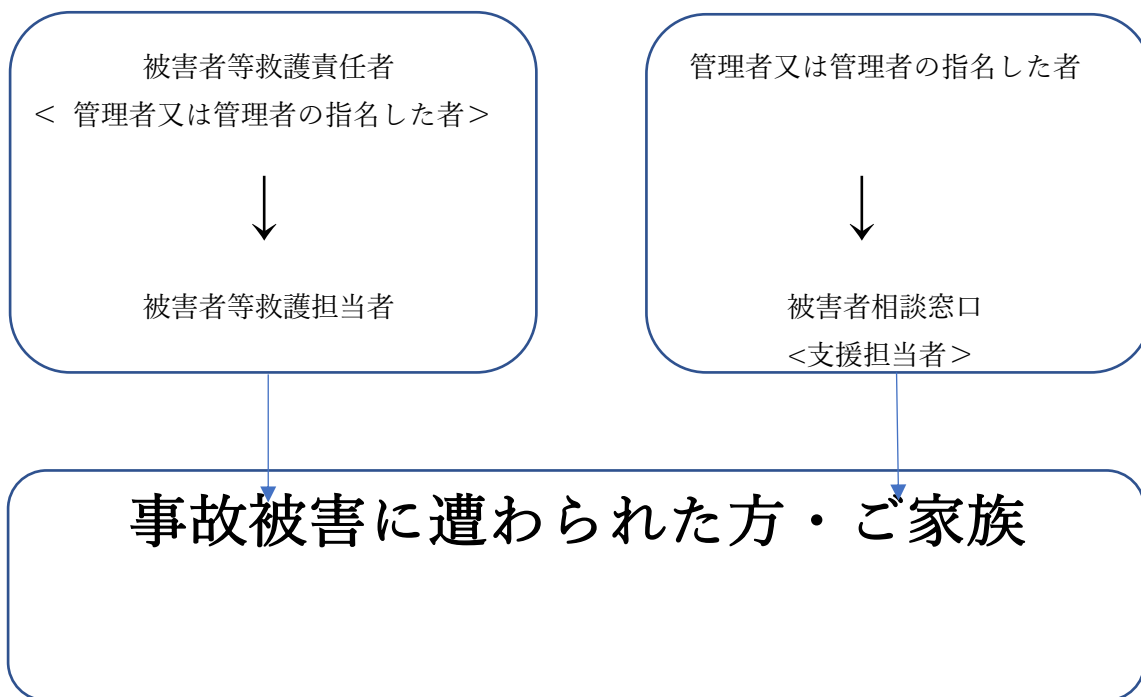 被害者等救護責任者
< 管理者又は管理者の指名した者>
↓
被害者等救護担当者
管理者又は管理者の指名した者
↓
被害者相談窓口
<支援担当者>
事故被害に遭わられた方・ご家族